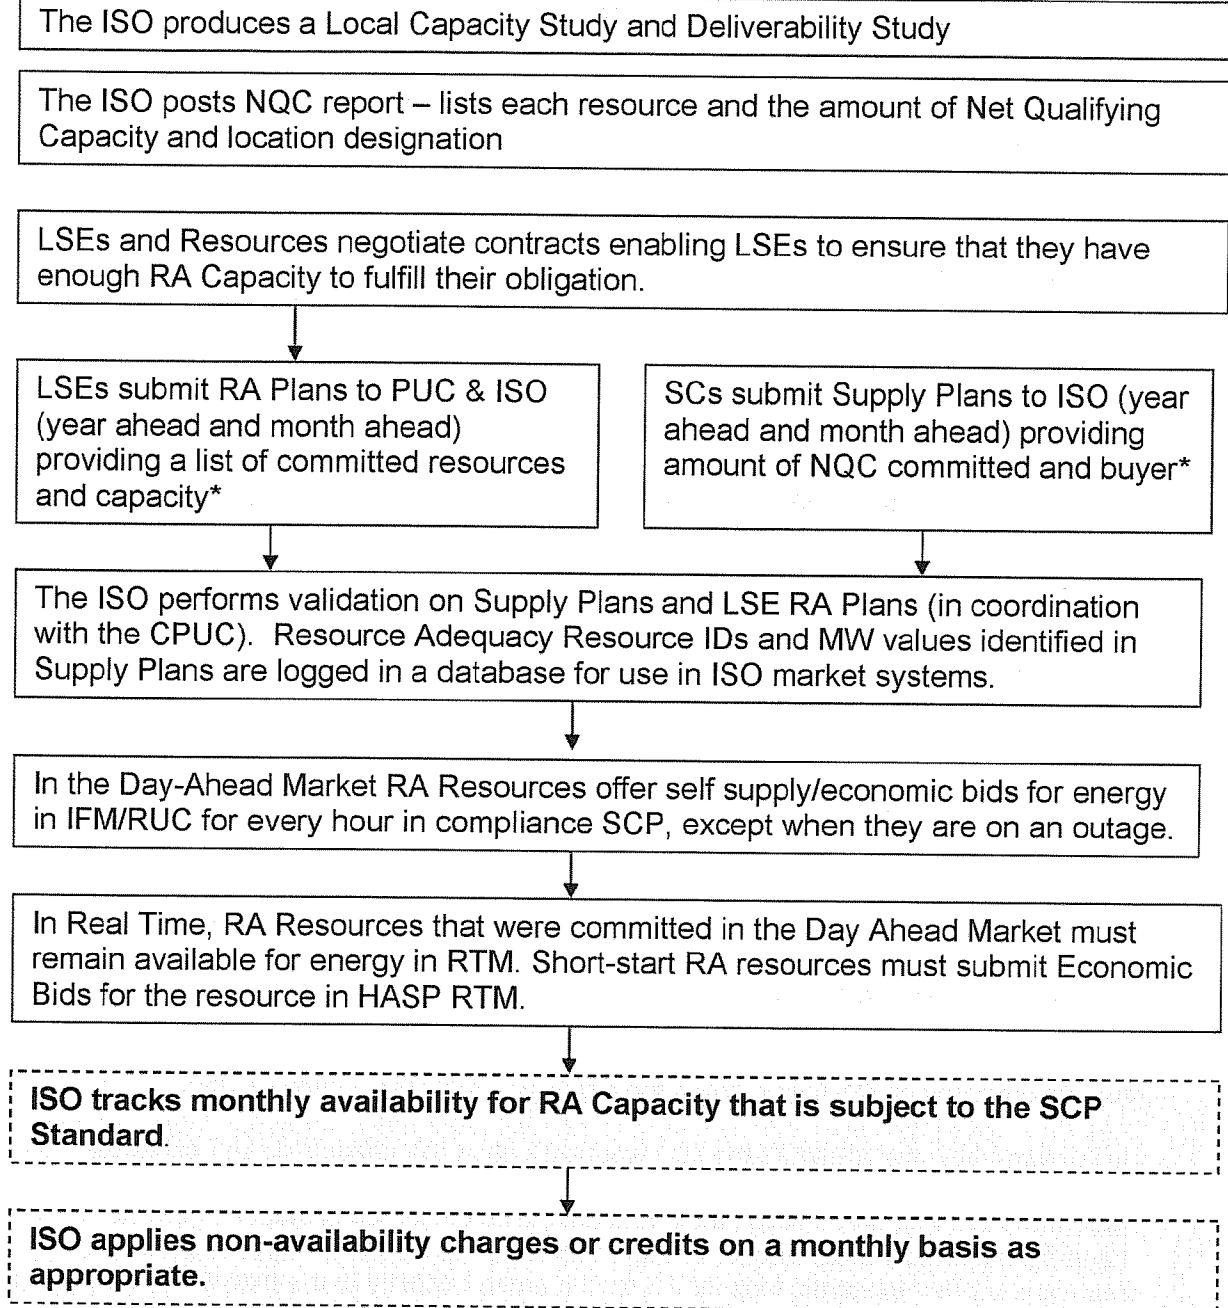 The ISO produces a Local Capacity Study and Deliverability Study
The ISO posts NQC report – lists each resource and the amount of Net Qualifying
Capacity and location designation
LSEs and Resources negotiate contracts enabling LSEs to ensure that they have
enough RA Capacity to fulfill their obligation.
LSEs submit RA Plans to PUC & ISO
(year ahead and month ahead)
providing a list of committed resources
and capacity*
SCs submit Supply Plans to ISO (year
ahead and month ahead) providing
amount of NQC committed and buyer*
The ISO performs validation on Supply Plans and LSE RA Plans (in coordination
with the CPUC).  Resource Adequacy Resource IDs and MW values identified in
Supply Plans are logged in a database for use in ISO market systems.
In the Day-Ahead Market RA Resources offer self supply/economic bids for energy
in IFM/RUC for every hour in compliance SCP, except when they are on an outage.
In Real Time, RA Resources that were committed in the Day Ahead Market must
remain available for energy in RTM. Short-start RA resources must submit Economic
Bids for the resource in HASP RTM.
ISO tracks monthly availability for RA Capacity that is subject to the SCP
Standard.
ISO applies non-availability charges or credits on a monthly basis as
appropriate.